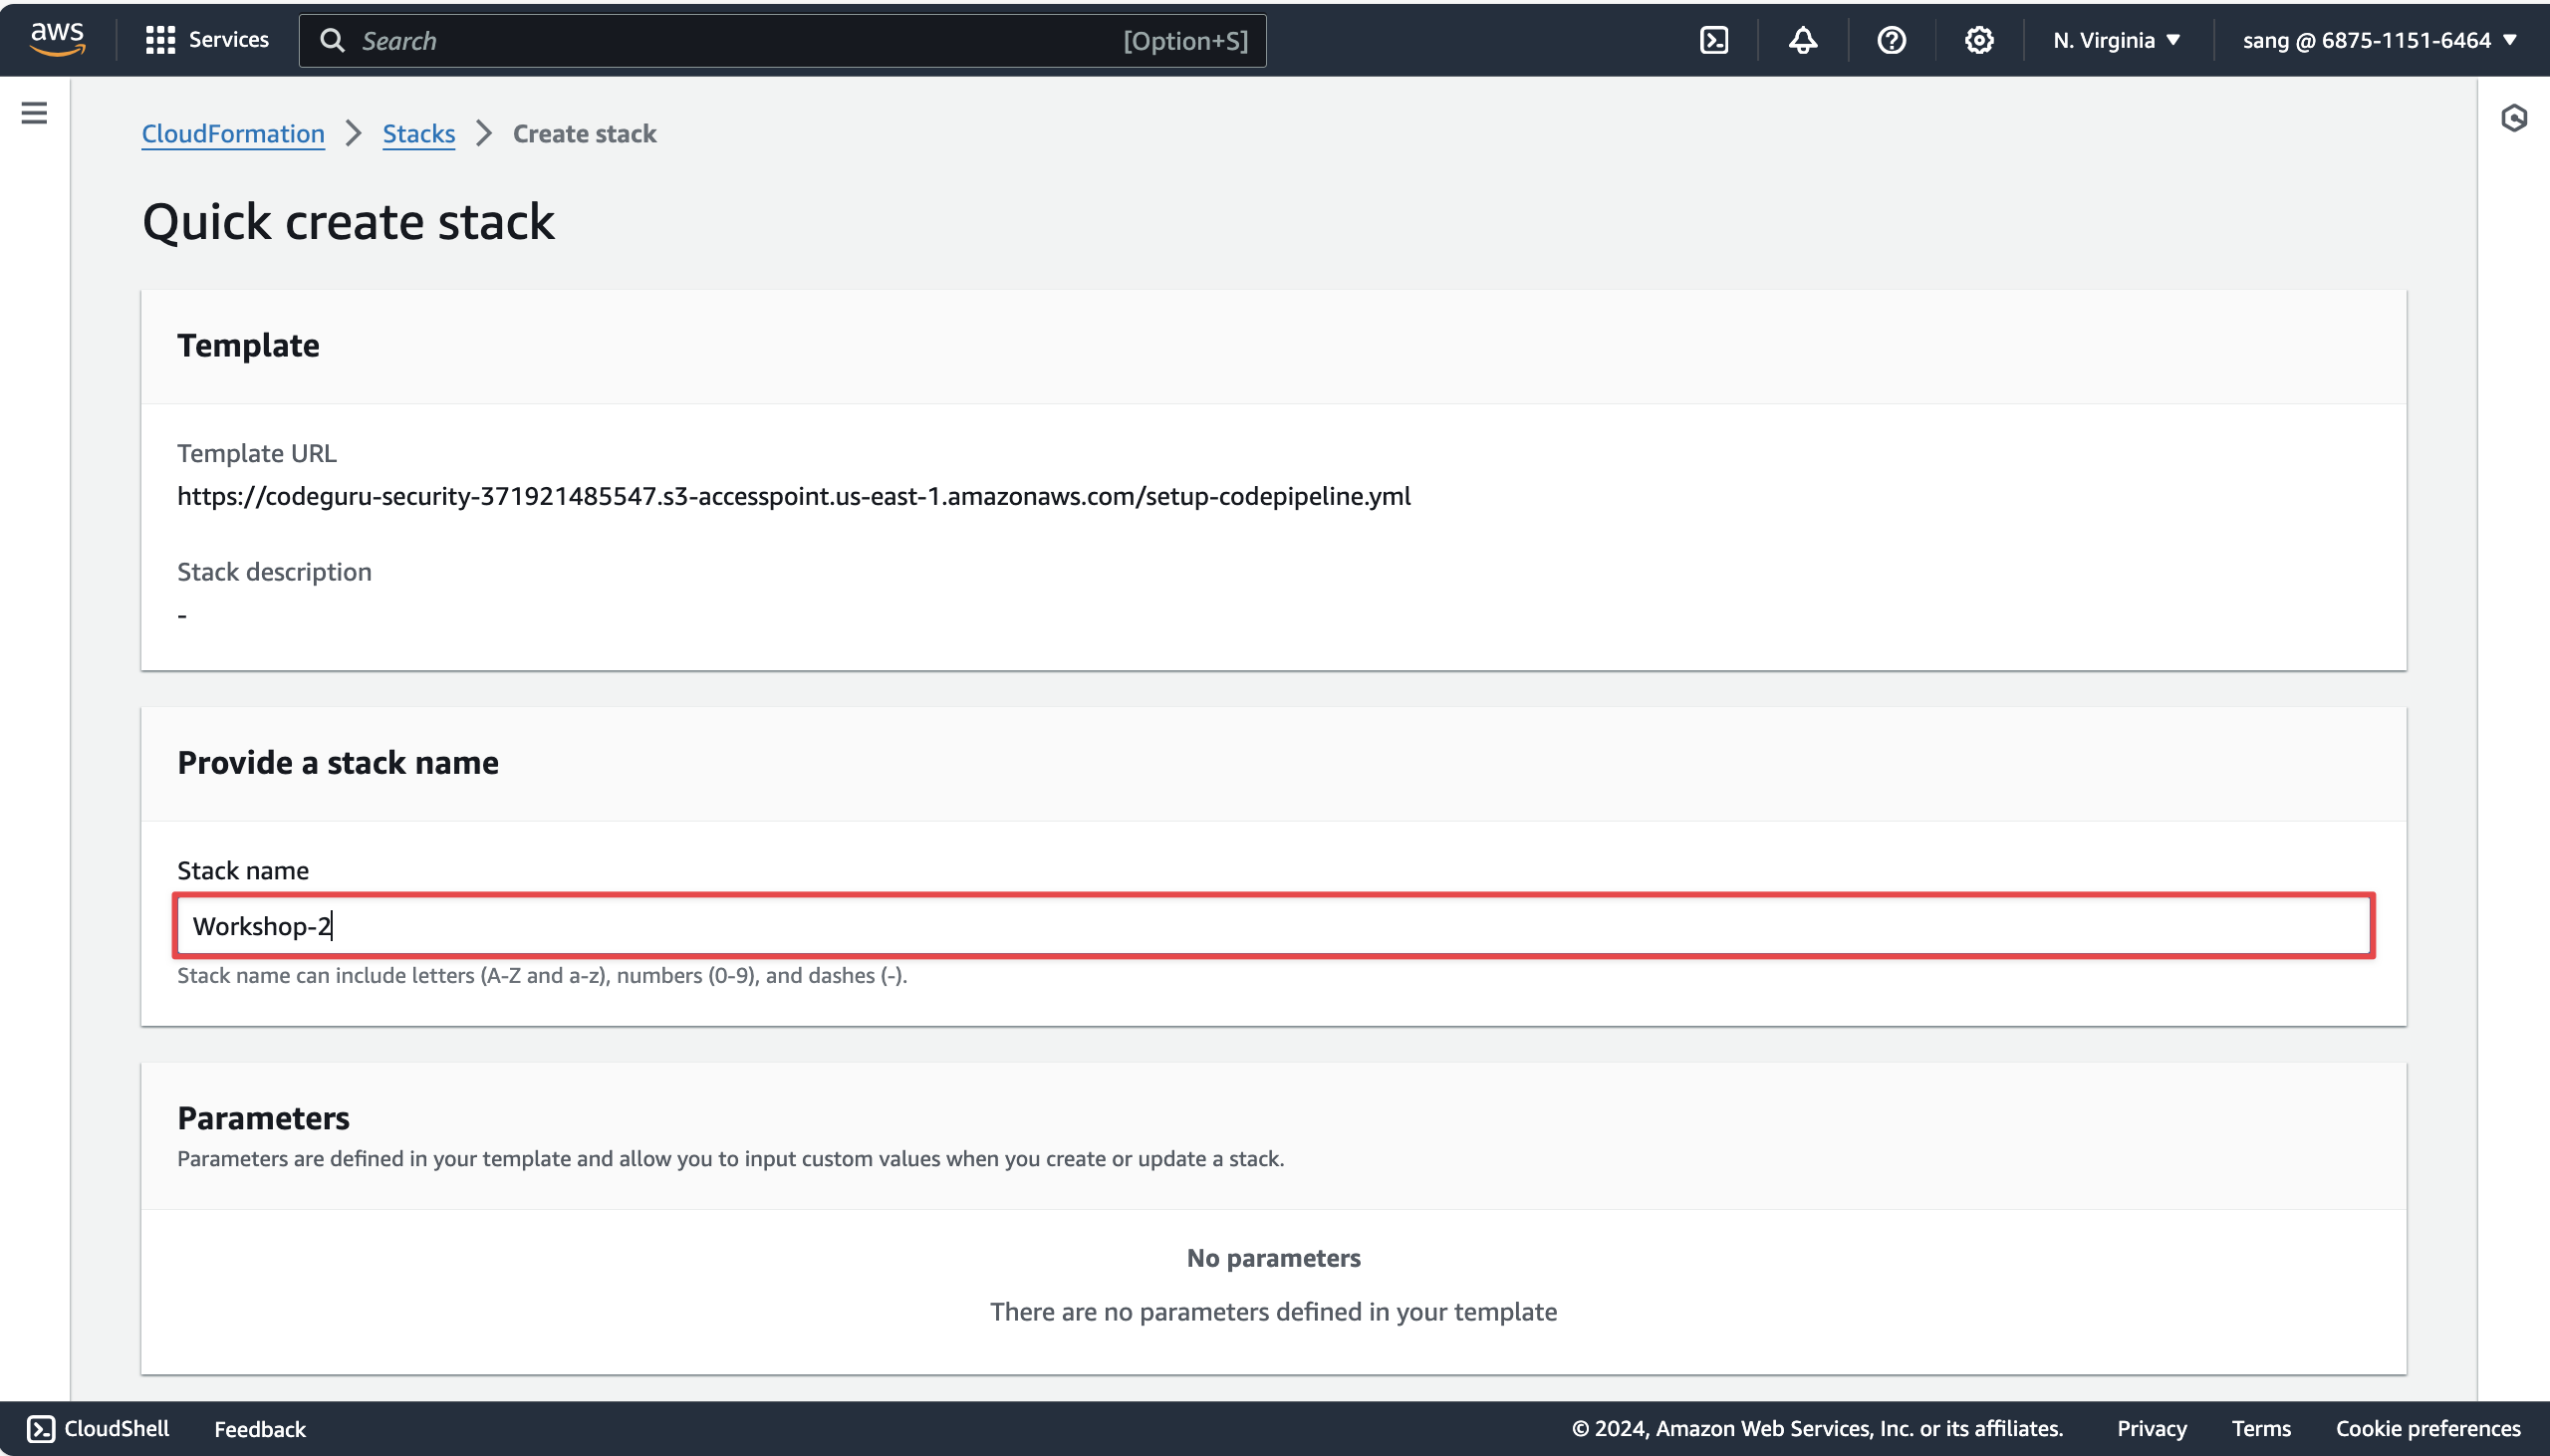 aws
Services
Search
[Option+S]
N. Virginia
sang @ 6875-1151-6464
CloudFormation
Stacks
Create stack
Quick create stack
Template
Template URL
https://codeguru-security-371921485547.s3-accesspoint.us-east-1.amazonaws.com/setup-codepipeline.yml
Stack description
-
Provide a stack name
Stack name
Workshop-2
Stack name can include letters (A-Z and a-z), numbers (0-9), and dashes (-).
Parameters
Parameters are defined in your template and allow you to input custom values when you create or update a stack.
No parameters
There are no parameters defined in your template
CloudShell
Feedback
© 2024, Amazon Web Services, Inc. or its affiliates.
Privacy
Terms
Cookie preferences